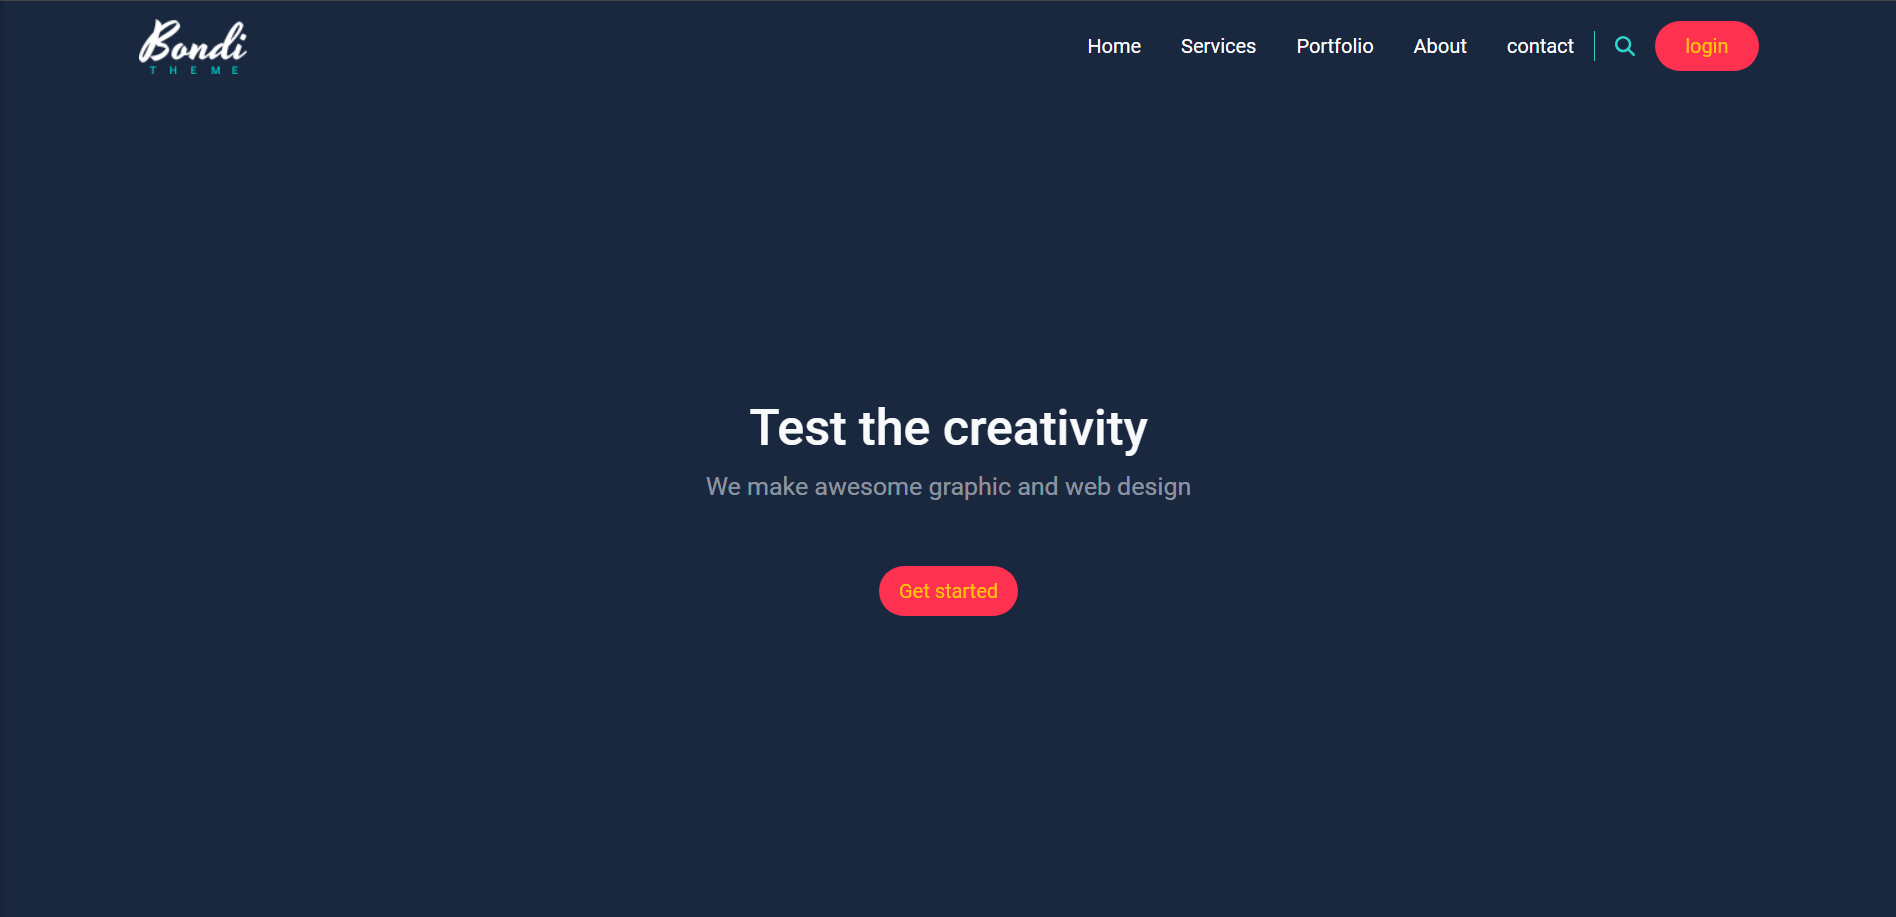 Bondi
THEME
Home Services Portfolio About contact login
Test the creativity
We make awesome graphic and web design
Get started